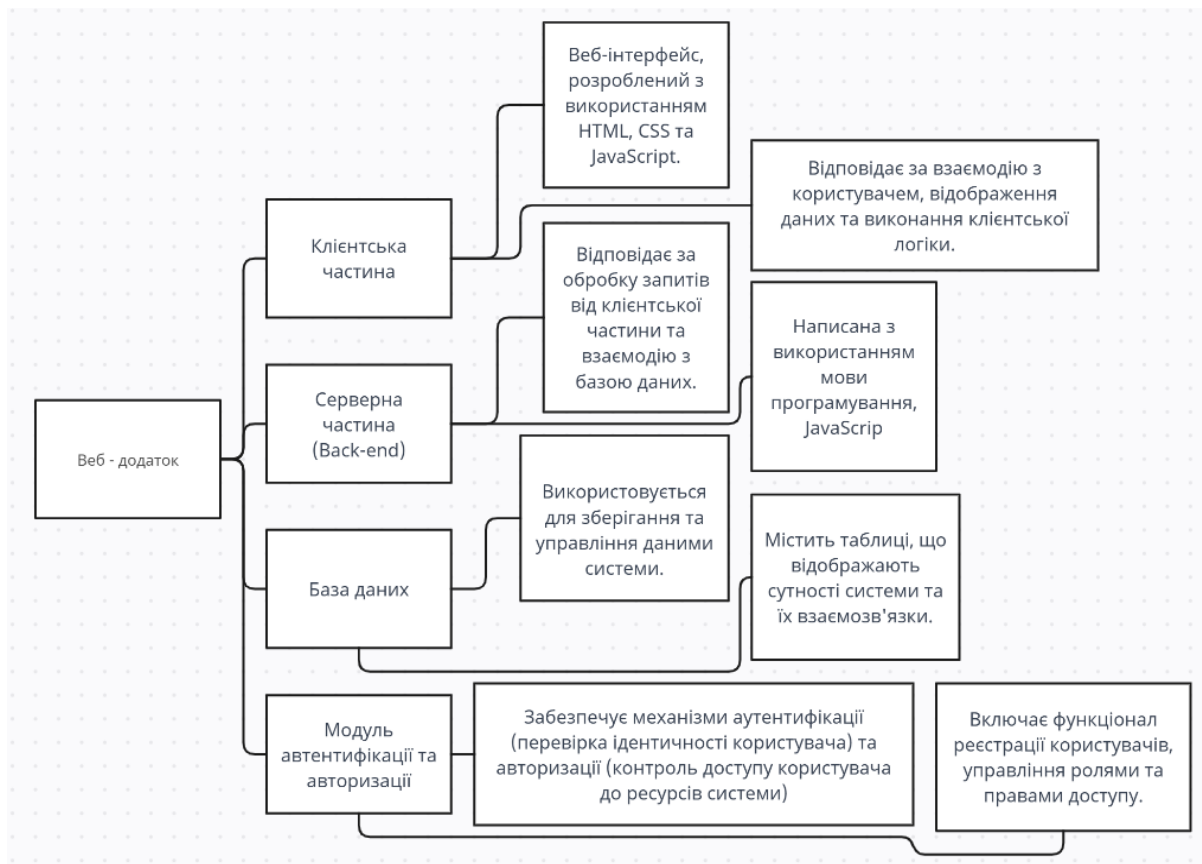 Веб-інтерфейс,
розроблений з
використанням
HTML, CSS та
JavaScript.
Відповідає за взаємодію з
користувачем, відображення
даних та виконання клієнтської
логіки.
Клієнтська
частина
Відповідає за
обробку запитів
від клієнтської
частини та
взаємодію з
базою даних.
Написана з
використанням
мови
програмування,
JavaScrip
Серверна
частина
(Back-end)
Веб - додаток
Використовується
для зберігання та
управління даними
системи.
Містить таблиці, що
відображають
сутності системи та
їх взаємозв'язки.
База даних
Модуль
автентифікації та
авторизації
Забезпечує механізми аутентифікації
(перевірка ідентичності користувача) та
авторизації (контроль доступу користувача
до ресурсів системи)
Включає функціонал
реєстрації користувачів,
управління ролями та
правами доступу.